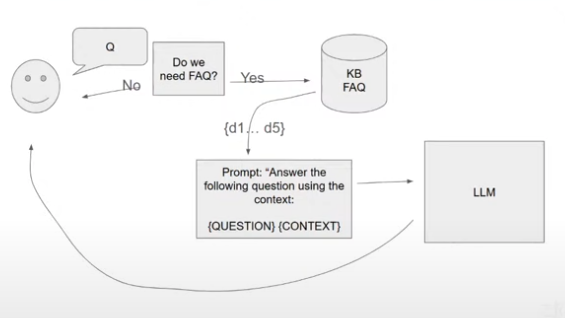 Q
Do we
need FAQ?
No
Yes
KB
FAQ
{d1... d5}
Prompt: “Answer the
following question using the
context:
{QUESTION} {CONTEXT}
LLM